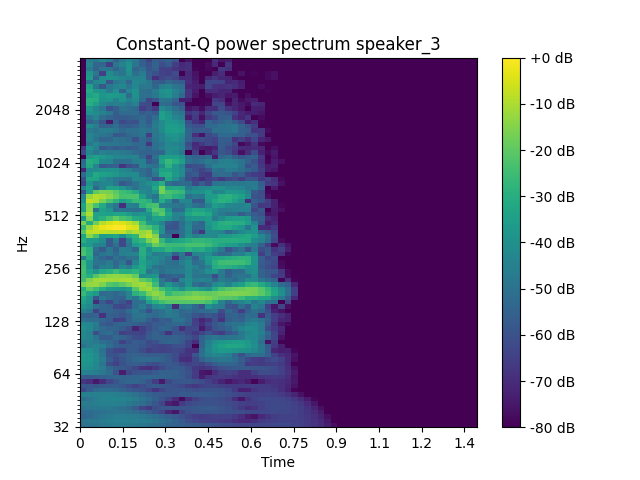 Constant-Q power spectrum speaker_3
+0 dB
-10 dB
-20 dB
-30 dB
-40 dB
-50 dB
-60 dB
-70 dB
-80 dB
2048
1024
512
256
128
64
32
Hz
0 0.15 0.3 0.45 0.6 0.75 0.9 1.1 1.2 1.4
Time